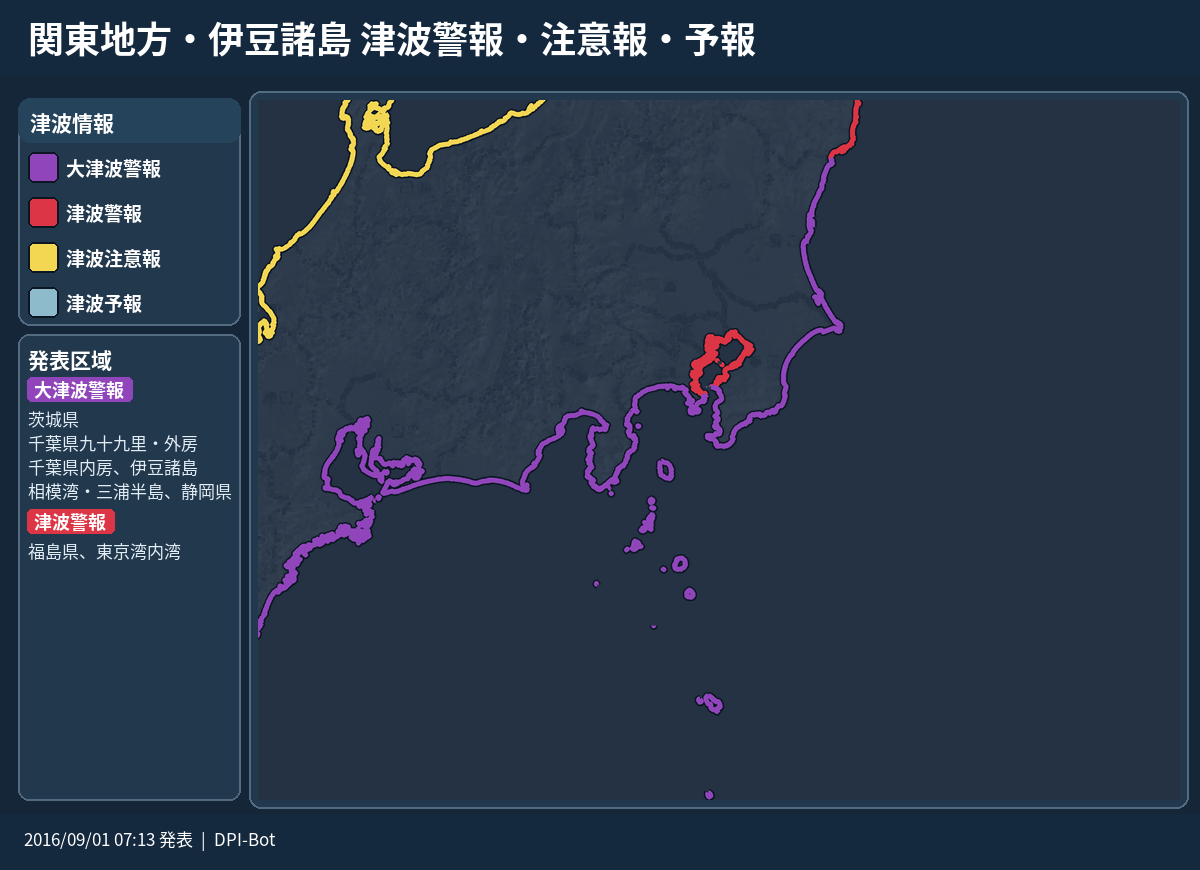 関東地方・伊豆諸島 津波警報・注意報・予報
津波情報
大津波警報
津波警報
津波注意報
津波予報
発表区域
大津波警報
茨城県
千葉県九十九里・外房
千葉県内房、伊豆諸島
相模湾・三浦半島、静岡県
津波警報
福島県、東京湾内湾
2016/09/01 07:13 発表 | DPI-Bot